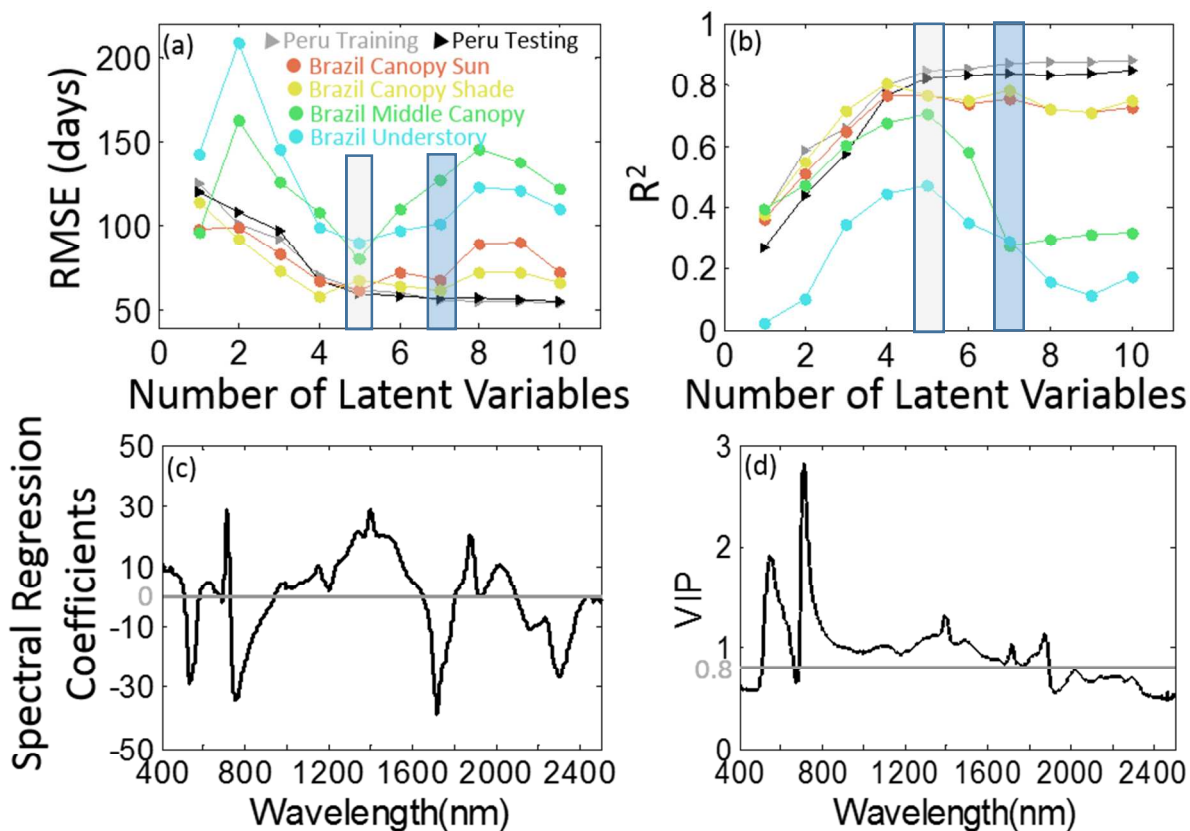 (a)
Peru Training
Peru Testing
Brazil Canopy Sun
Brazil Canopy Shade
Brazil Middle Canopy
Brazil Understory
RMSE (days)
200
150
100
50
0 2 4 6 8 10
Number of Latent Variables
(b)
R2
1
0.8
0.6
0.4
0.2
0
0 2 4 6 8 10
Number of Latent Variables
(c)
Spectral Regression
Coefficients
50
30
10
0
-10
-30
-50
400 800 1200 1600 2000 2400
Wavelength(nm)
(d)
VIP
3
2
1
0.8
0
400 800 1200 1600 2000 2400
Wavelength(nm)